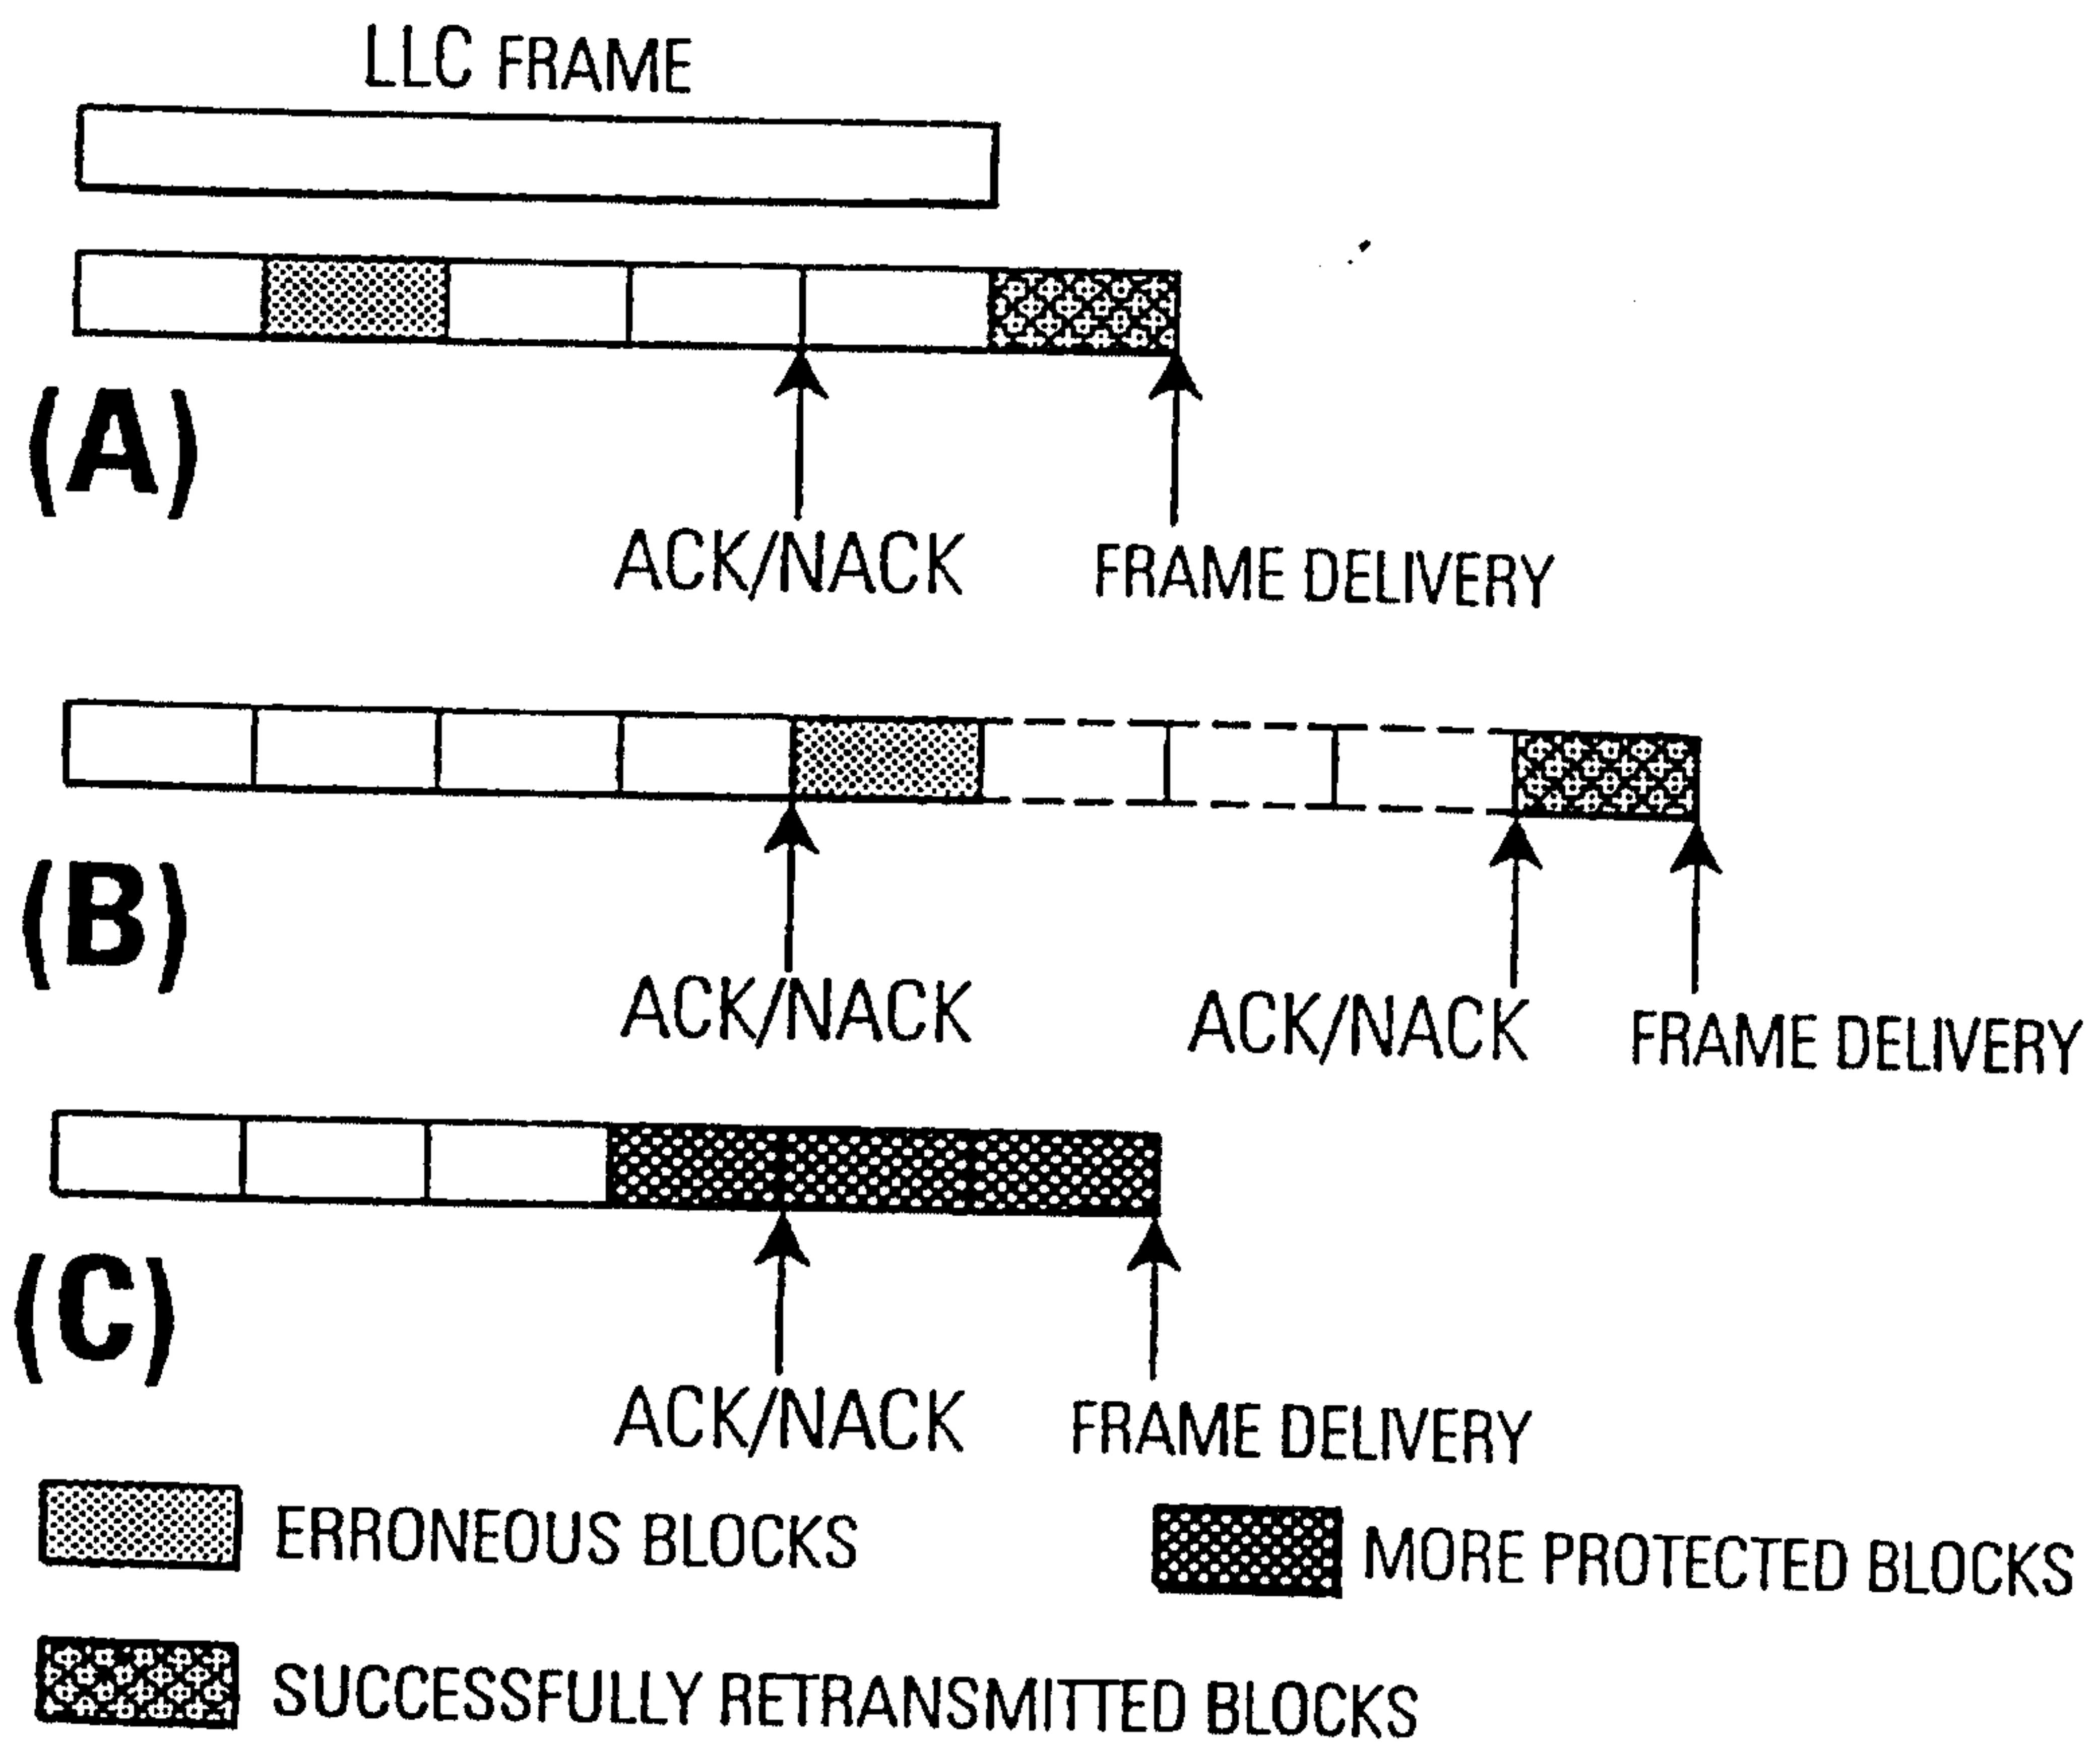 LLC FRAME
(A)
ACK/NACK
FRAME DELIVERY
(B)
ACK/NACK
ACK/NACK
FRAME DELIVERY
(C)
ACK/NACK
FRAME DELIVERY
ERRONEOUS BLOCKS
MORE PROTECTED BLOCKS
SUCCESSFULLY RETRANSMITTED BLOCKS